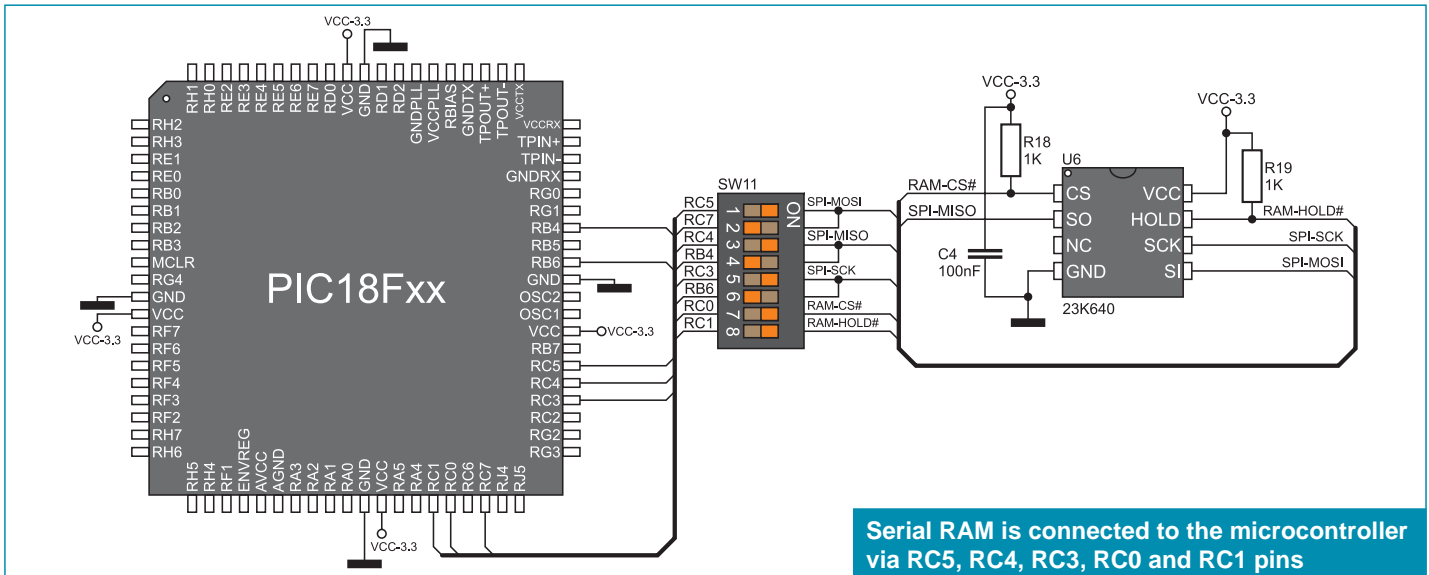 VCC-3.3
RH1
RH0
RE2
RE3
RE4
RE5
RE6
RE7
RD0
VCC
GND
RD1
RD2
GNDPLL
VCCPLL
RBIAS
GNDTX
TPOUT+
TPOUT-
VCCTX
RH2
RH3
RE1
RE0
RB0
RB1
RB2
RB3
MCLR
RG4
GND
VCC
RF7
RF6
RF5
RF4
RF3
RF2
RH7
RH6
VCC-3.3
PIC18Fxx
VCCRX
TPIN+
TPIN-
GNDRX
RG0
RG1
RB4
RB5
RB6
GND
OSC2
OSC1
VCC
RB7
RC5
RC4
RC3
RC2
RG2
RG3
VCC-3.3
RH5
RH4
RF1
ENVREG
AVCC
AGND
RA3
RA2
RA1
RA0
GND
VCC
RA5
RA4
RC1
RC0
RC6
RC7
RJ4
RJ5
VCC-3.3
SW11
RC5
RC7
RC4
RB4
RC3
RB6
RC0
RC1
1
2
3
4
5
6
7
8
ON
SPI-MOSI
SPI-MISO
SPI-SCK
RAM-CS#
RAM-HOLD#
VCC-3.3
R18
1K
C4
100nF
RAM-CS#
SPI-MISO
U6
CS
SO
NC
GND
VCC
HOLD
SCK
SI
23K640
VCC-3.3
R19
1K
RAM-HOLD#
SPI-SCK
SPI-MOSI
Serial RAM is connected to the microcontroller
via RC5, RC4, RC3, RC0 and RC1 pins